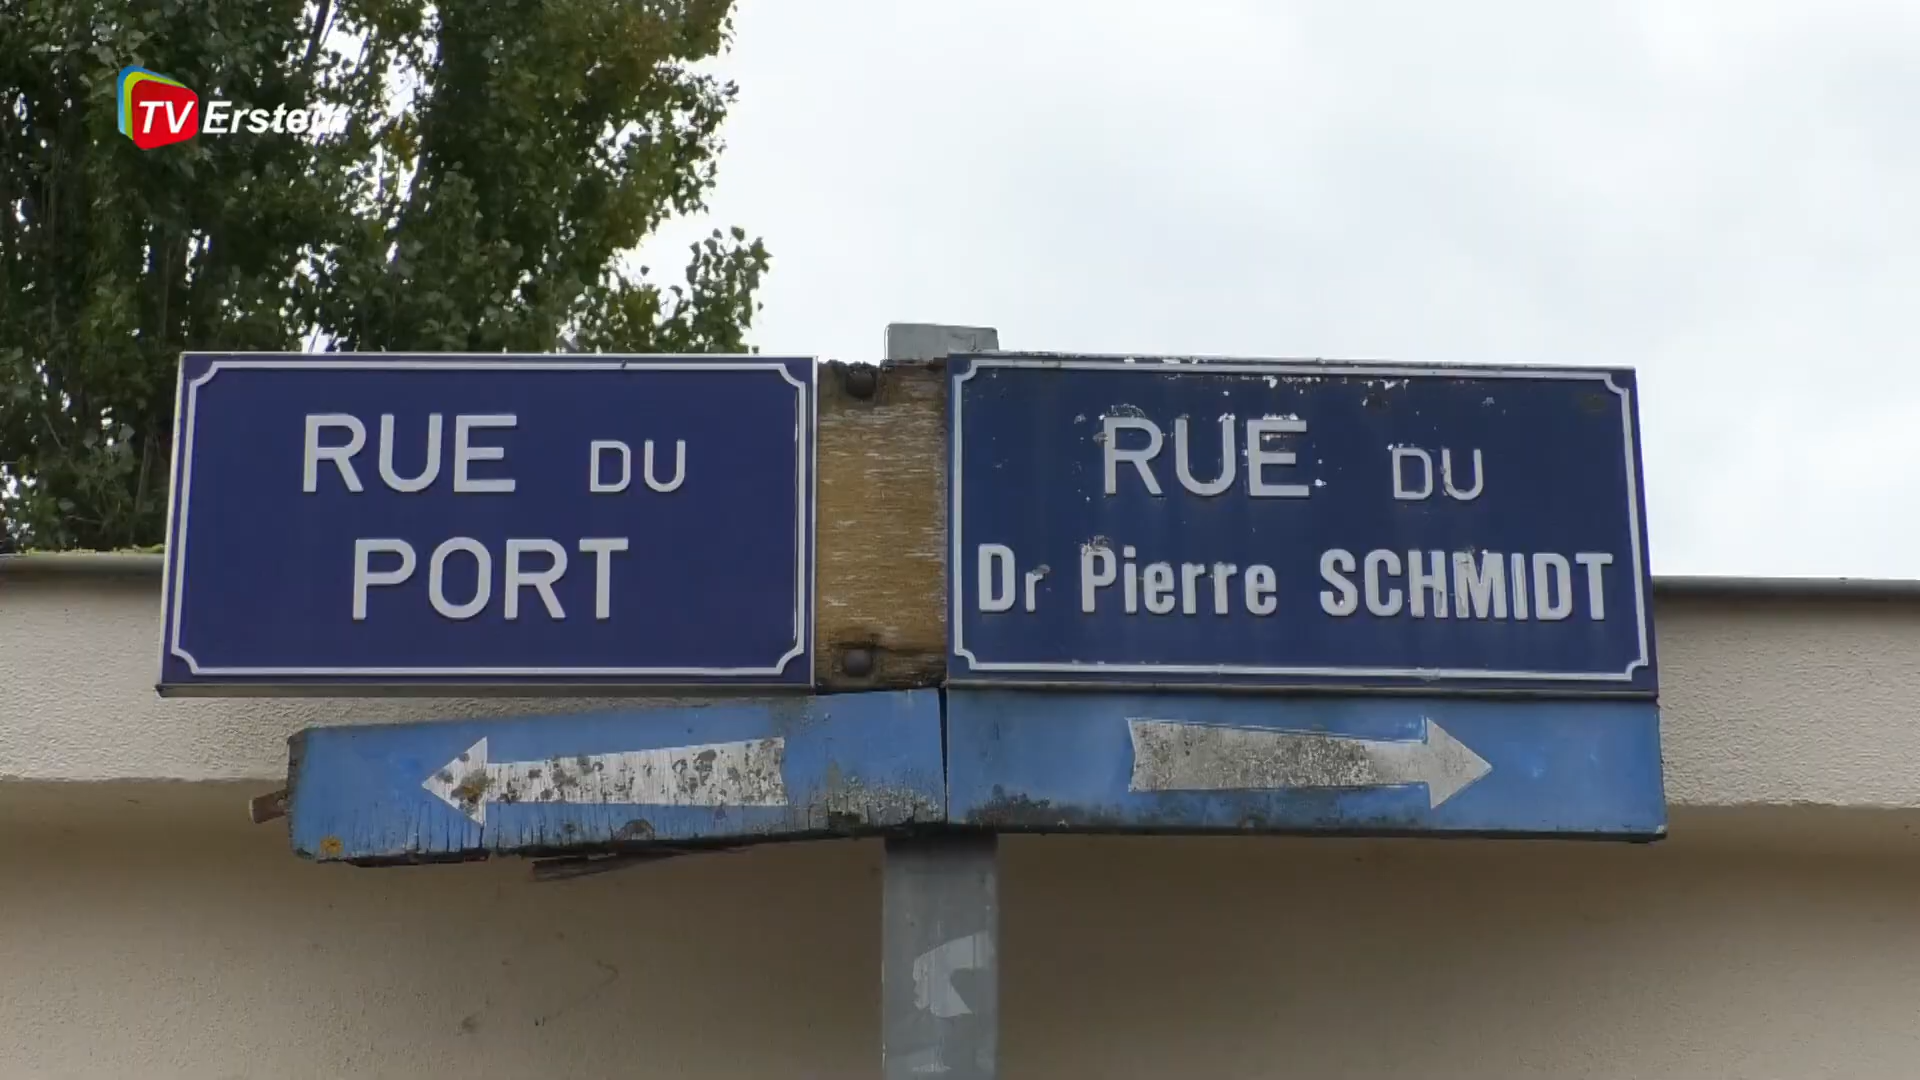 TV Erstein
RUE DU
PORT
RUE DU
Dr Pierre SCHMIDT